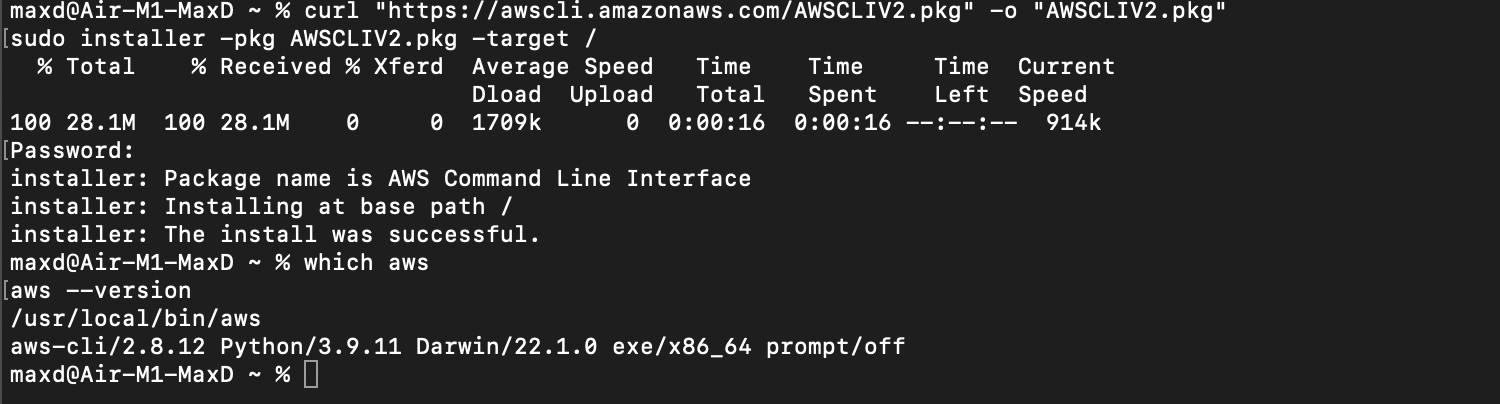 maxd@Air-M1-MaxD ~ % curl "https://awscli.amazonaws.com/AWSCLIV2.pkg" -o "AWSCLIV2.pkg"
[sudo installer -pkg AWSCLIV2.pkg -target /
  % Total    % Received % Xferd  Average Speed   Time    Time     Time  Current
                                 Dload  Upload   Total   Spent    Left  Speed
100 28.1M  100 28.1M    0     0  1709k      0  0:00:16  0:00:16 --:--:--  914k
[Password:
installer: Package name is AWS Command Line Interface
installer: Installing at base path /
installer: The install was successful.
maxd@Air-M1-MaxD ~ % which aws
[aws --version
/usr/local/bin/aws
aws-cli/2.8.12 Python/3.9.11 Darwin/22.1.0 exe/x86_64 prompt/off
maxd@Air-M1-MaxD ~ %